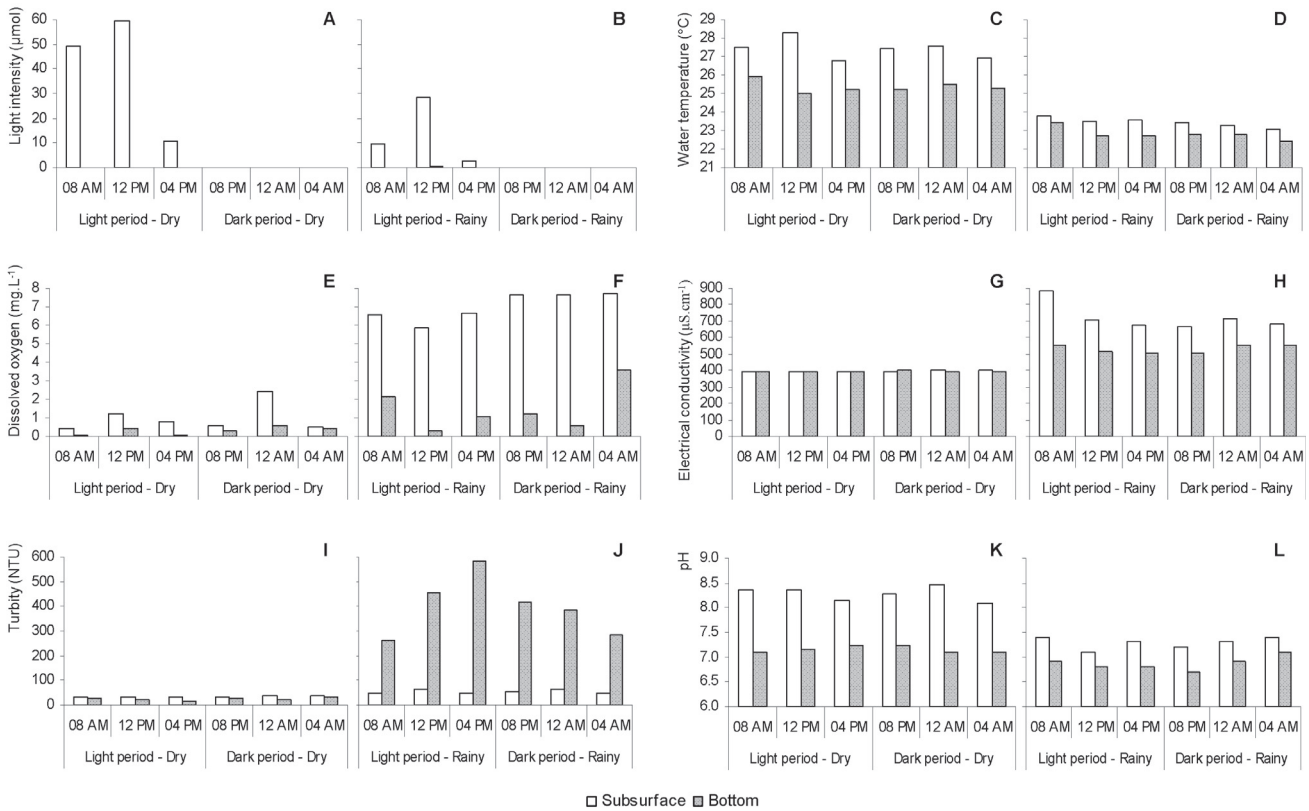 A B C D
Light intensity (µmol)
60
50
40
30
20
10
0
08 AM 12 PM 04 PM 08 PM 12 AM 04 AM 08 AM 12 PM 04 PM 08 PM 12 AM 04 AM
Light period - Dry Dark period - Dry Light period - Rainy Dark period - Rainy
Water temperature (°C)
29
28
27
26
25
24
23
22
21
08 AM 12 PM 04 PM 08 PM 12 AM 04 AM 08 AM 12 PM 04 PM 08 PM 12 AM 04 AM
Light period - Dry Dark period - Dry Light period - Rainy Dark period - Rainy
E F G H
Dissolved oxygen (mg.L-1)
8
7
6
5
4
3
2
1
0
08 AM 12 PM 04 PM 08 PM 12 AM 04 AM 08 AM 12 PM 04 PM 08 PM 12 AM 04 AM
Light period - Dry Dark period - Dry Light period - Rainy Dark period - Rainy
Electrical conductivity (µS.cm-1)
900
800
700
600
500
400
300
200
100
0
08 AM 12 PM 04 PM 08 PM 12 AM 04 AM 08 AM 12 PM 04 PM 08 PM 12 AM 04 AM
Light period - Dry Dark period - Dry Light period - Rainy Dark period - Rainy
I J K L
Turbity (NTU)
600
500
400
300
200
100
0
08 AM 12 PM 04 PM 08 PM 12 AM 04 AM 08 AM 12 PM 04 PM 08 PM 12 AM 04 AM
Light period - Dry Dark period - Dry Light period - Rainy Dark period - Rainy
pH
9.0
8.5
8.0
7.5
7.0
6.5
6.0
08 AM 12 PM 04 PM 08 PM 12 AM 04 AM 08 AM 12 PM 04 PM 08 PM 12 AM 04 AM
Light period - Dry Dark period - Dry Light period - Rainy Dark period - Rainy
Subsurface Bottom